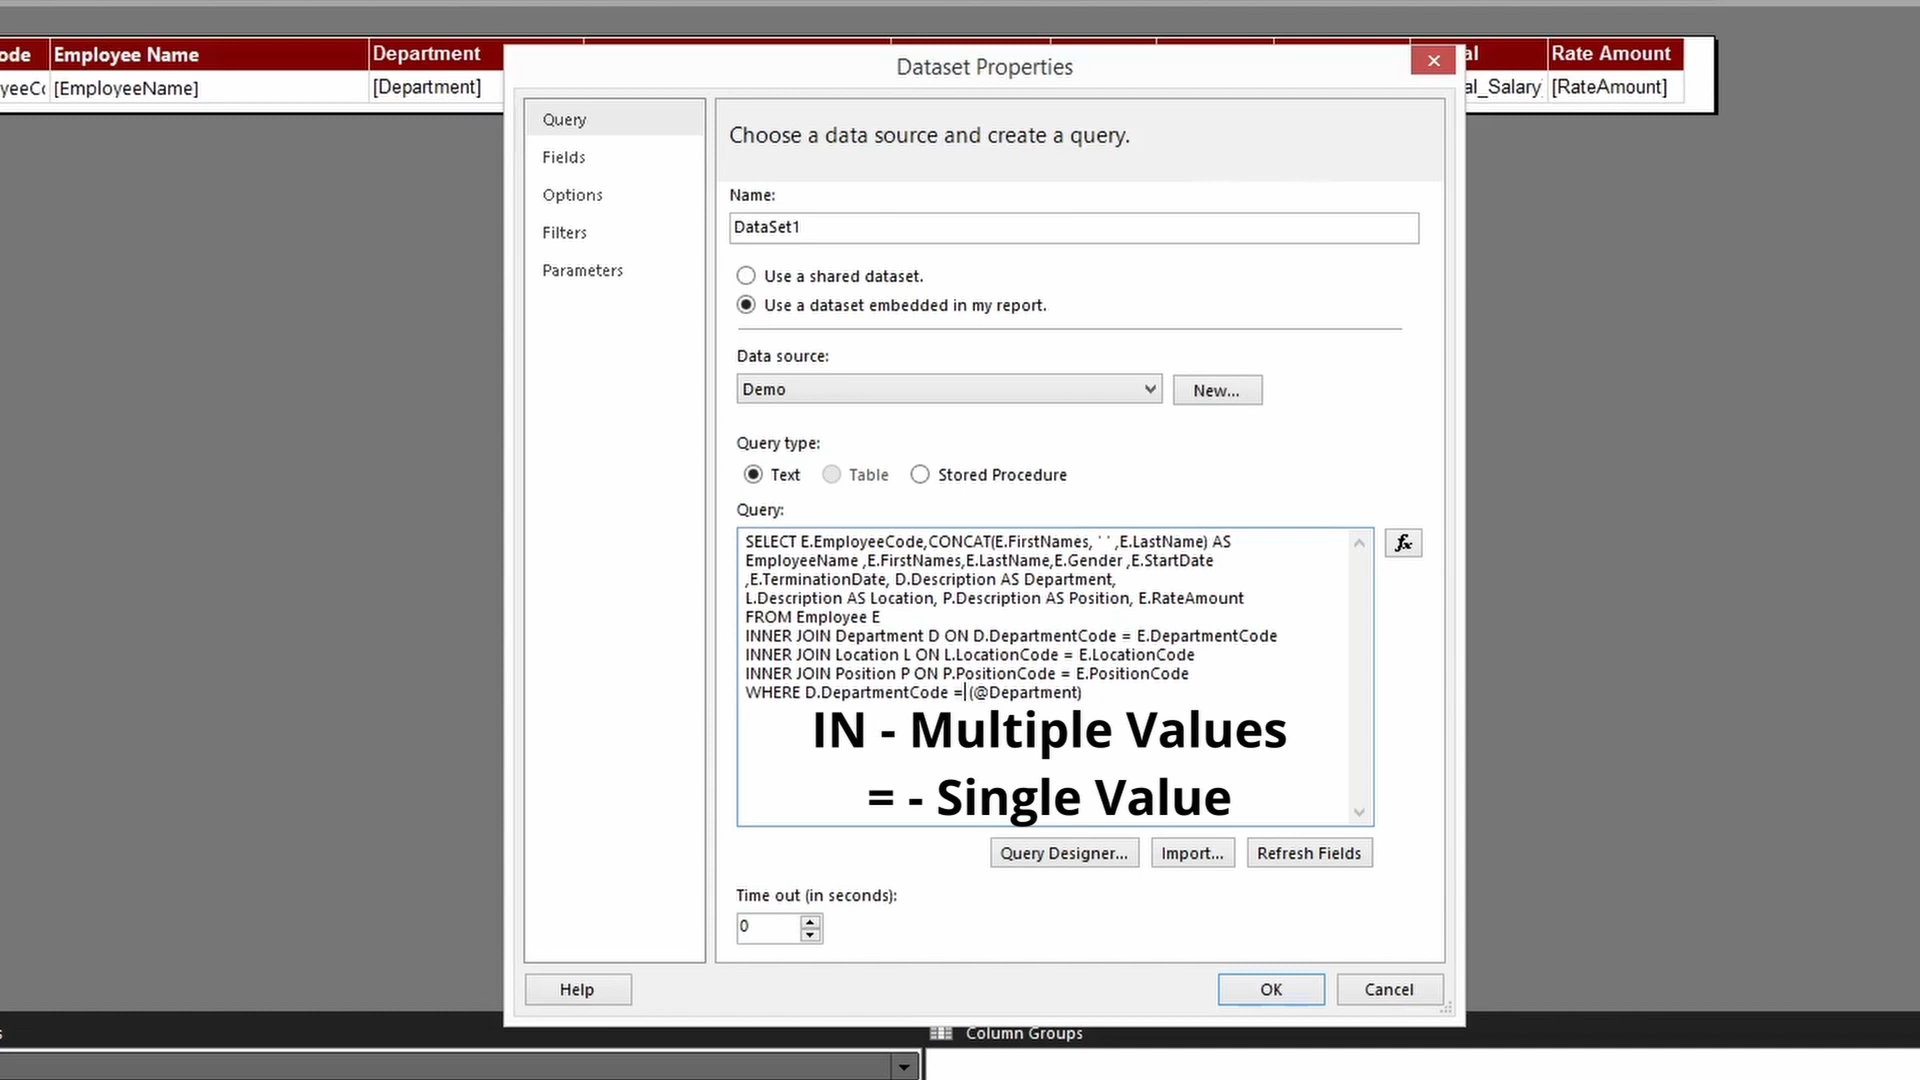 ode Employee Name Department al Rate Amount
yeeCo [EmployeeName] [Department] al_Salary [RateAmount]
Dataset Properties
Query
Fields
Options
Filters
Parameters
Choose a data source and create a query.
Name:
DataSet1
Use a shared dataset.
Use a dataset embedded in my report.
Data source:
Demo
New...
Query type:
Text Table Stored Procedure
Query:
SELECT E.EmployeeCode,CONCAT(E.FirstNames, ' ' ,E.LastName) AS
EmployeeName ,E.FirstNames,E.LastName,E.Gender ,E.StartDate
,E.TerminationDate, D.Description AS Department,
L.Description AS Location, P.Description AS Position, E.RateAmount
FROM Employee E
INNER JOIN Department D ON D.DepartmentCode = E.DepartmentCode
INNER JOIN Location L ON L.LocationCode = E.LocationCode
INNER JOIN Position P ON P.PositionCode = E.PositionCode
WHERE D.DepartmentCode = (@Department)
fx
IN - Multiple Values
= - Single Value
Query Designer... Import... Refresh Fields
Time out (in seconds):
0
Help OK Cancel
s Column Groups